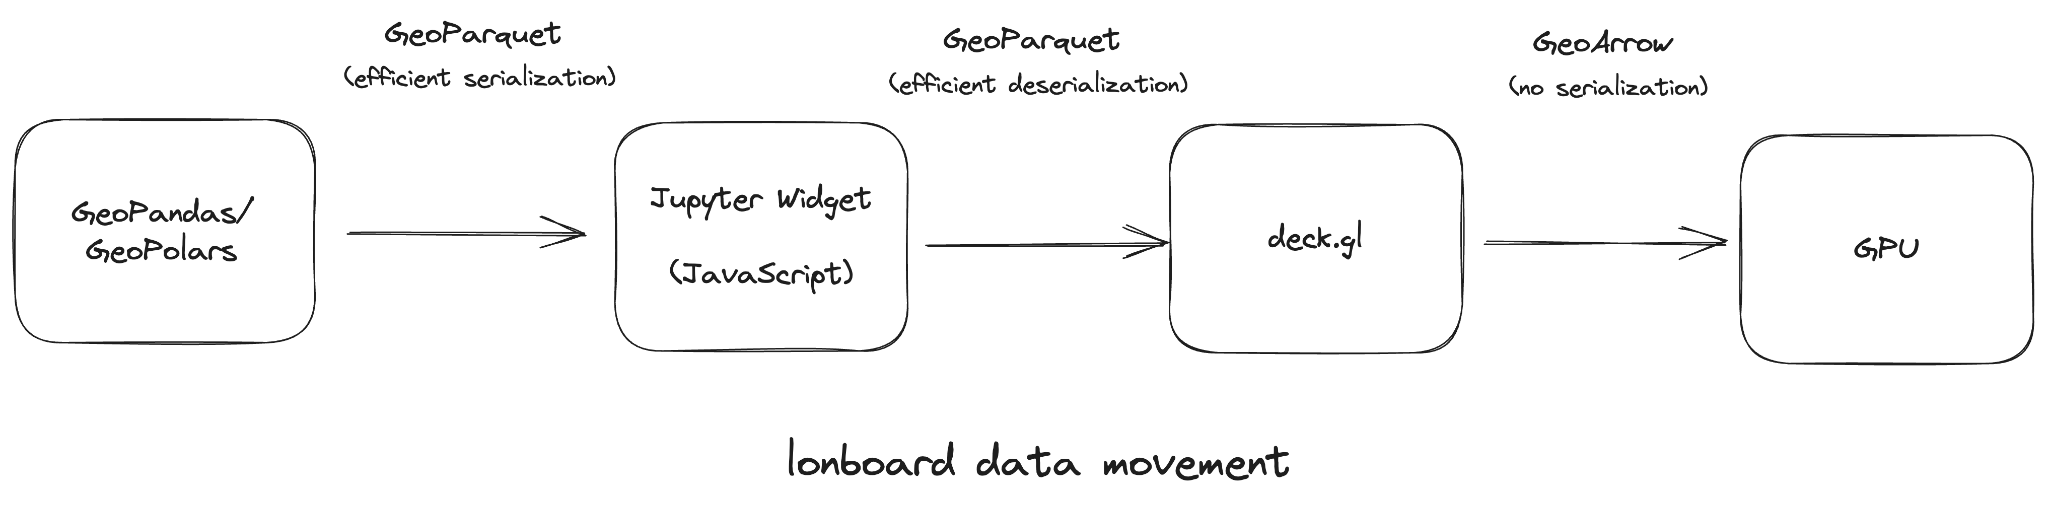 GeoParquet
(efficient serialization)
GeoParquet
(efficient deserialization)
GeoArrow
(no serialization)
GeoPandas/
GeoPolars
Jupyter Widget
(JavaScript)
deck.gl
GPU
lonboard data movement